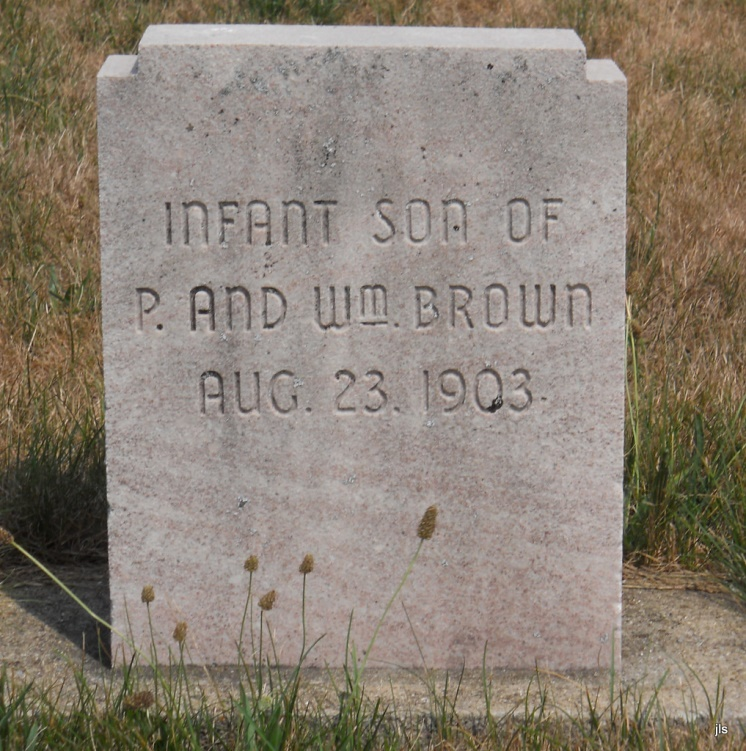 INFANT SON OF
P. AND Wm. BROWN
AUG. 23. 1903
jls